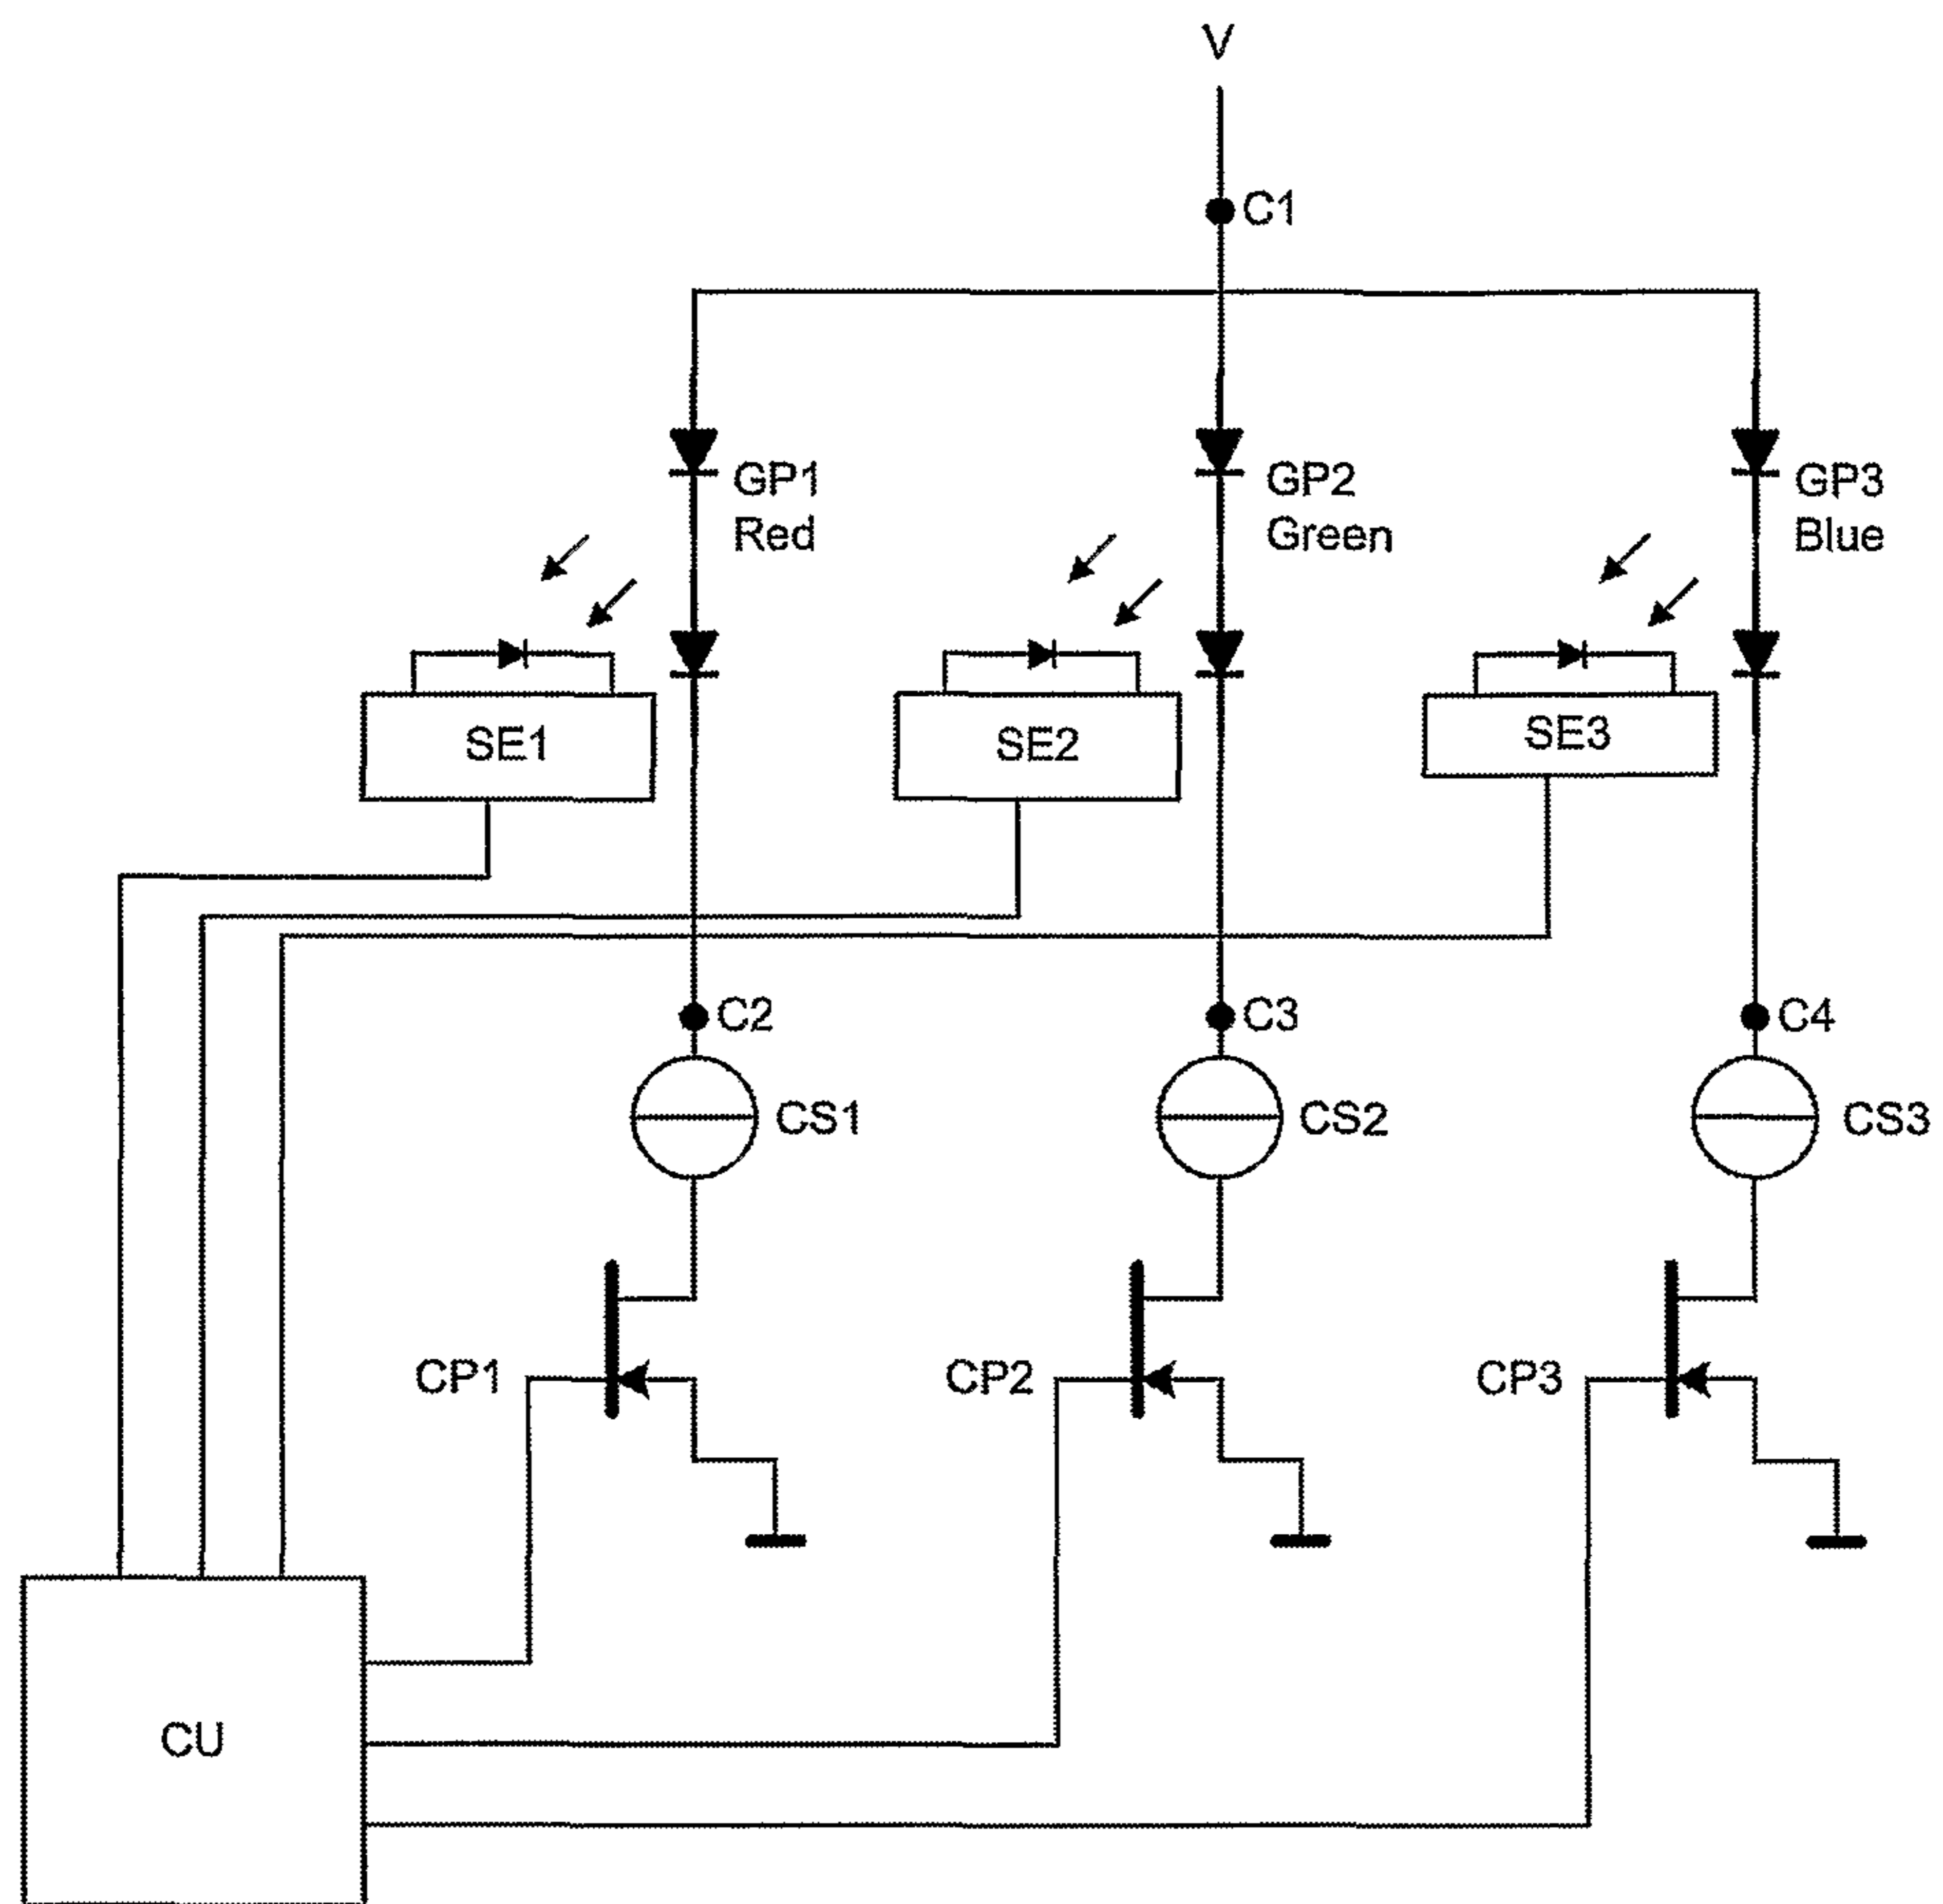 V
C1
GP1
Red
GP2
Green
GP3
Blue
SE1
SE2
SE3
C2
C3
C4
CS1
CS2
CS3
CP1
CP2
CP3
CU